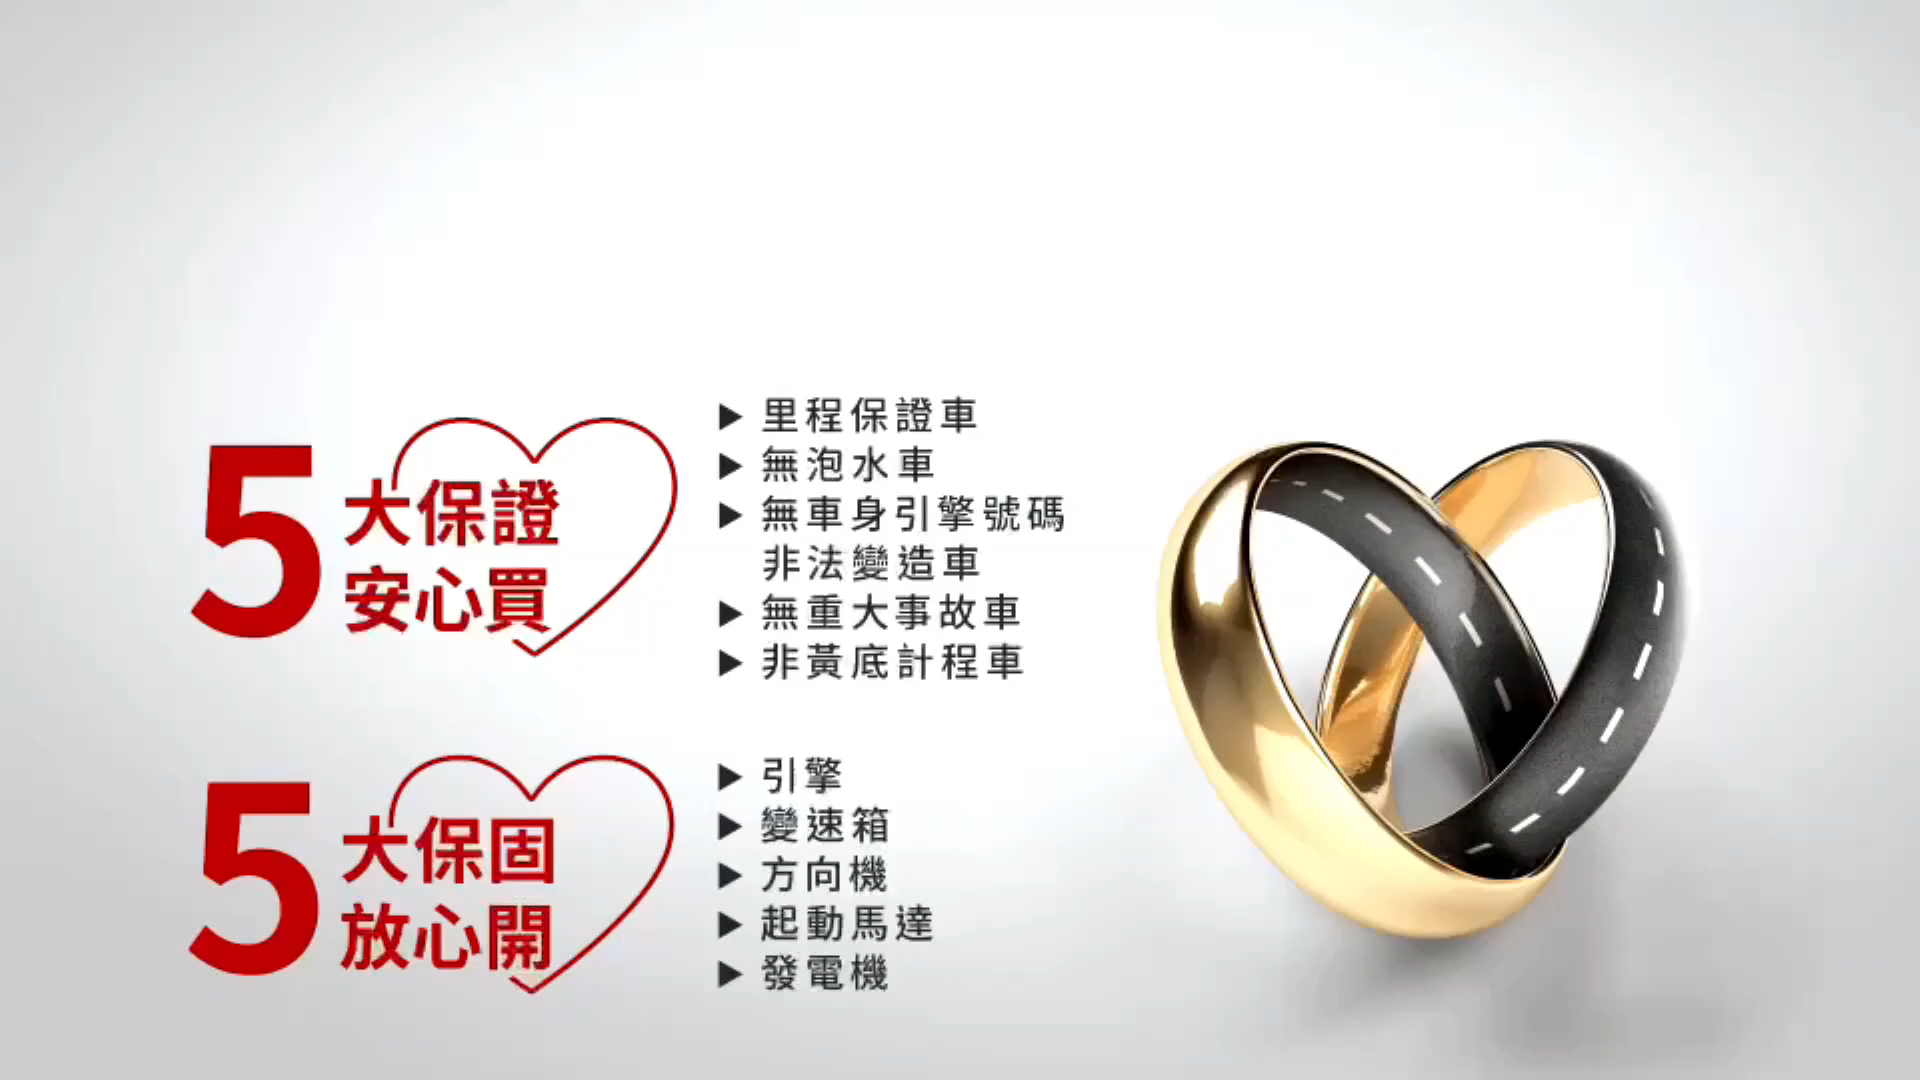 5大保證
安心買
▶ 里程保證車
▶ 無泡水車
▶ 無車身引擎號碼
非法變造車
▶ 無重大事故車
▶ 非黃底計程車
5大保固
放心開
▶ 引擎
▶ 變速箱
▶ 方向機
▶ 起動馬達
▶ 發電機